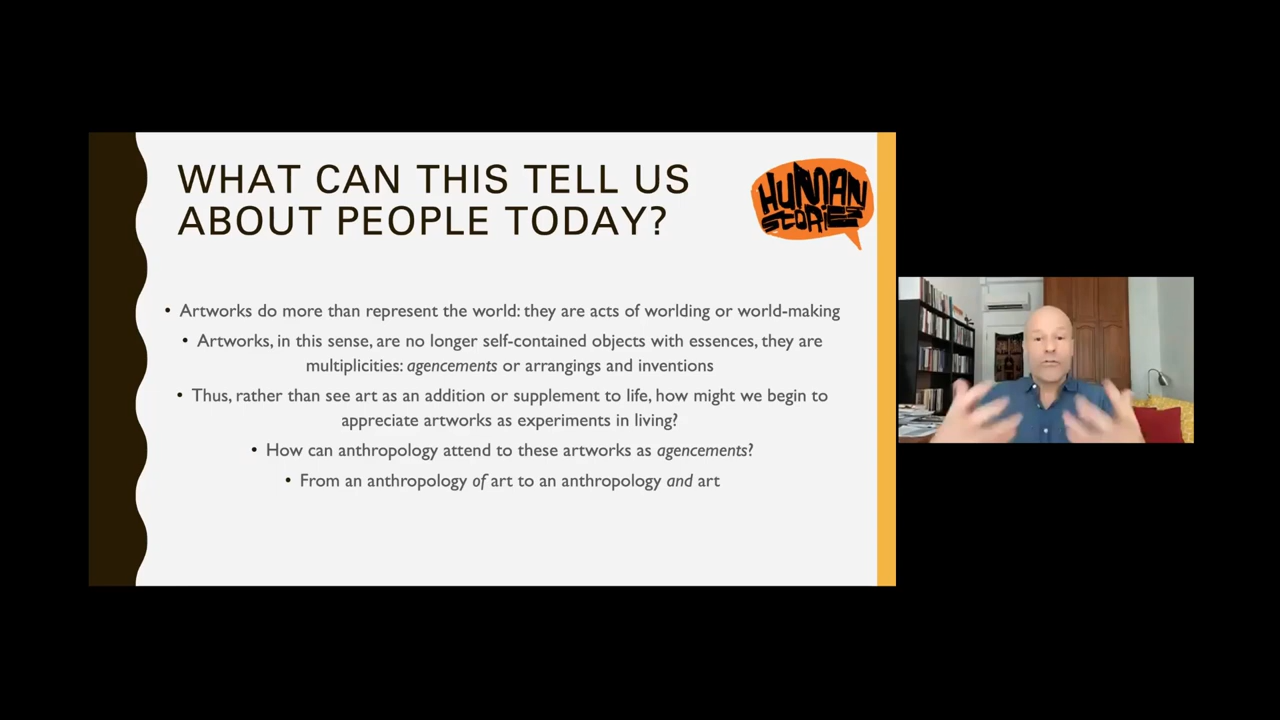 WHAT CAN THIS TELL US
ABOUT PEOPLE TODAY?
HUMAN
STORIES
• Artworks do more than represent the world: they are acts of worlding or world-making
• Artworks, in this sense, are no longer self-contained objects with essences, they are
multiplicities: agencements or arrangings and inventions
• Thus, rather than see art as an addition or supplement to life, how might we begin to
appreciate artworks as experiments in living?
• How can anthropology attend to these artworks as agencements?
• From an anthropology of art to an anthropology and art